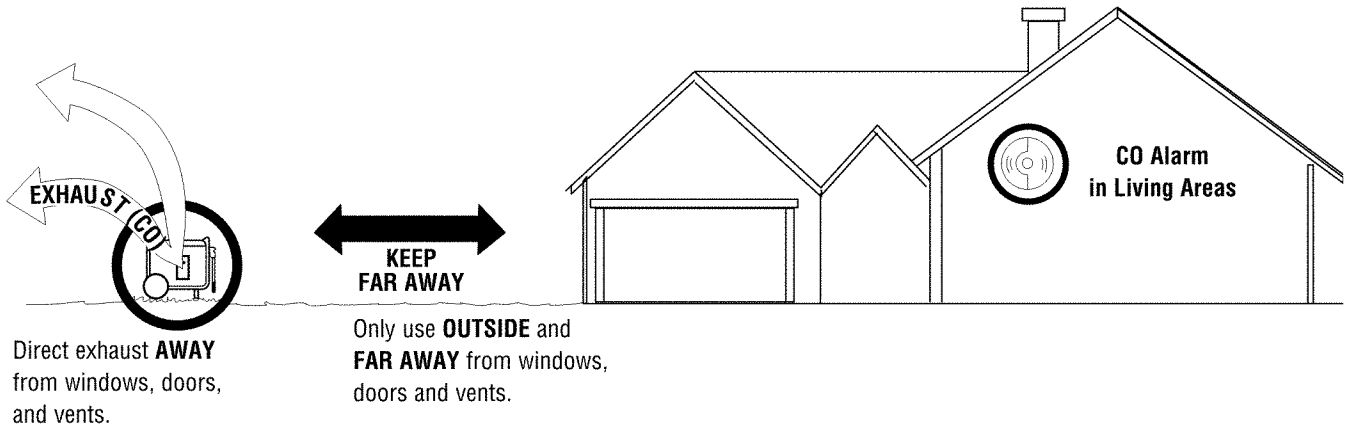 EXHAUST (CO)
KEEP
FAR AWAY
CO Alarm
in Living Areas
Direct exhaust AWAY
from windows, doors,
and vents.
Only use OUTSIDE and
FAR AWAY from windows,
doors and vents.